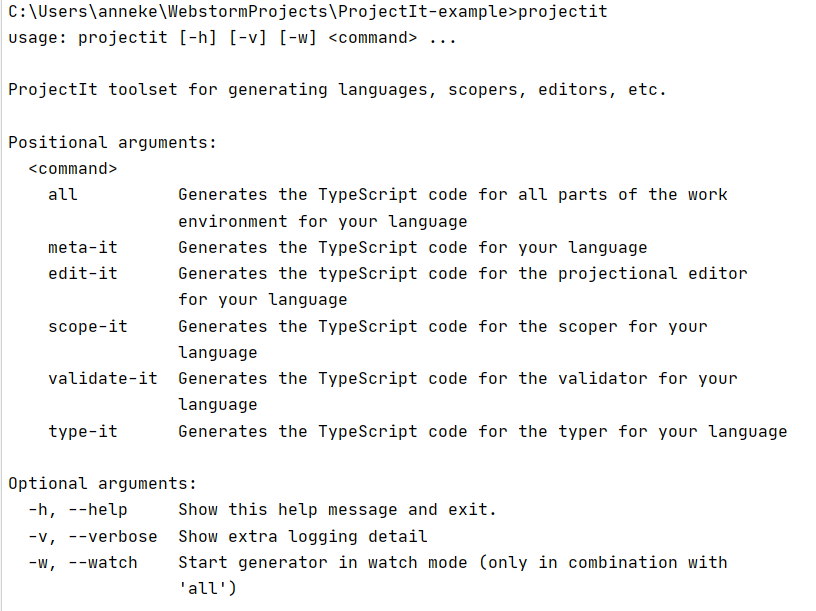 C:\Users\anneke\WebstormProjects\ProjectIt-example>projectit
usage: projectit [-h] [-v] [-w] <command> ...
ProjectIt toolset for generating languages, scopers, editors, etc.
Positional arguments:
<command>
all Generates the TypeScript code for all parts of the work
environment for your language
meta-it Generates the TypeScript code for your language
edit-it Generates the typeScript code for the projectional editor
for your language
scope-it Generates the TypeScript code for the scoper for your
language
validate-it Generates the TypeScript code for the validator for your
language
type-it Generates the TypeScript code for the typer for your language
Optional arguments:
-h, --help Show this help message and exit.
-v, --verbose Show extra logging detail
-w, --watch Start generator in watch mode (only in combination with
'all')